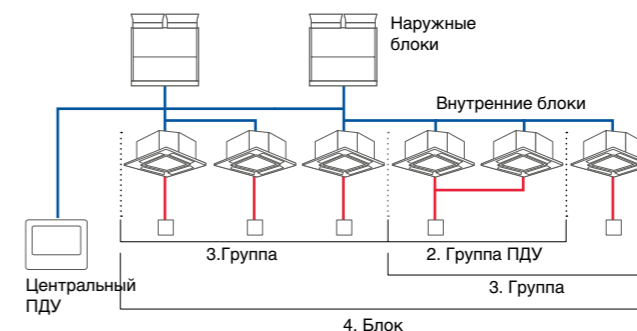 Наружные
блоки
Внутренние блоки
3.Группа
2. Группа ПДУ
Центральный
ПДУ
3. Группа
4. Блок